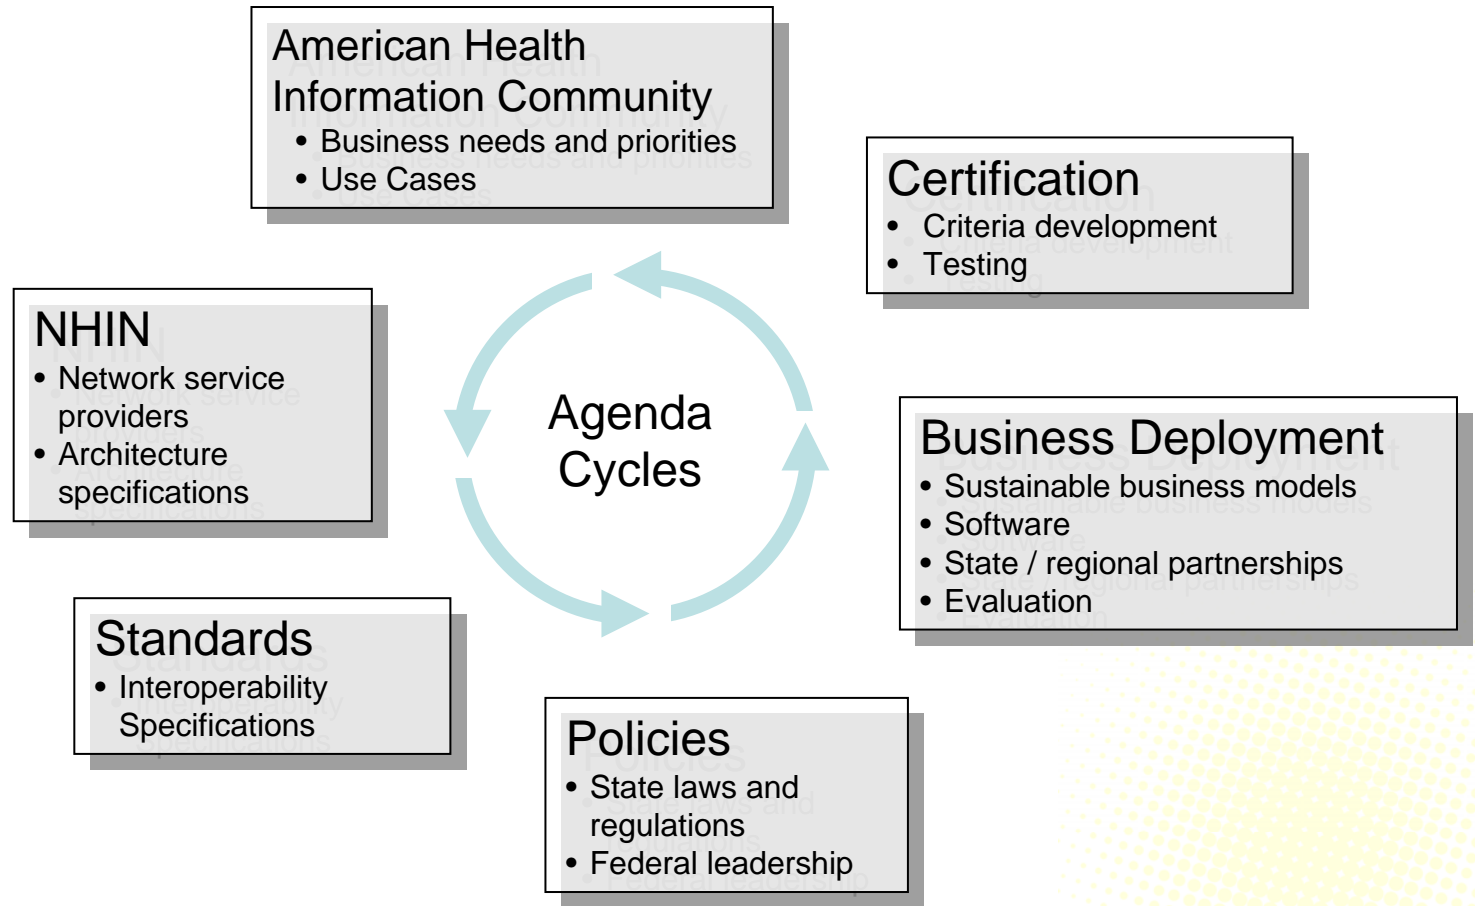 American Health
Information Community
• Business needs and priorities
• Use Cases
Certification
• Criteria development
• Testing
NHIN
• Network service
providers
• Architecture
specifications
Agenda
Cycles
Business Deployment
• Sustainable business models
• Software
• State / regional partnerships
• Evaluation
Standards
• Interoperability
Specifications
Policies
• State laws and
regulations
• Federal leadership